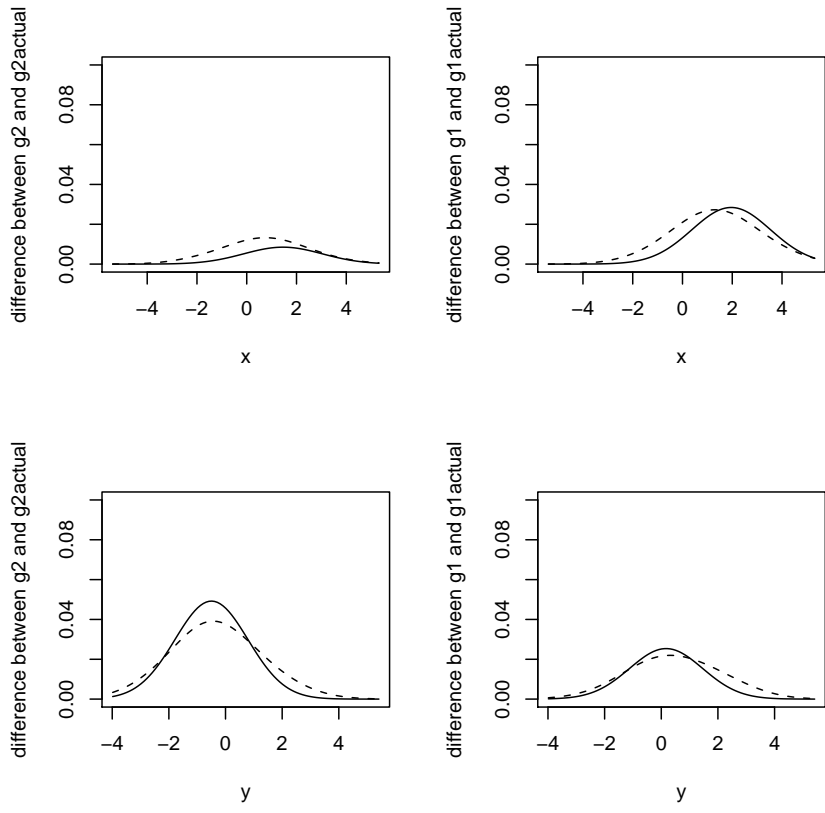 difference between g2 and g2actual
0.00 0.04 0.08
−4 −2 0 2 4
x
difference between g1 and g1actual
0.00 0.04 0.08
−4 −2 0 2 4
x
difference between g2 and g2actual
0.00 0.04 0.08
−4 −2 0 2 4
y
difference between g1 and g1actual
0.00 0.04 0.08
−4 −2 0 2 4
y